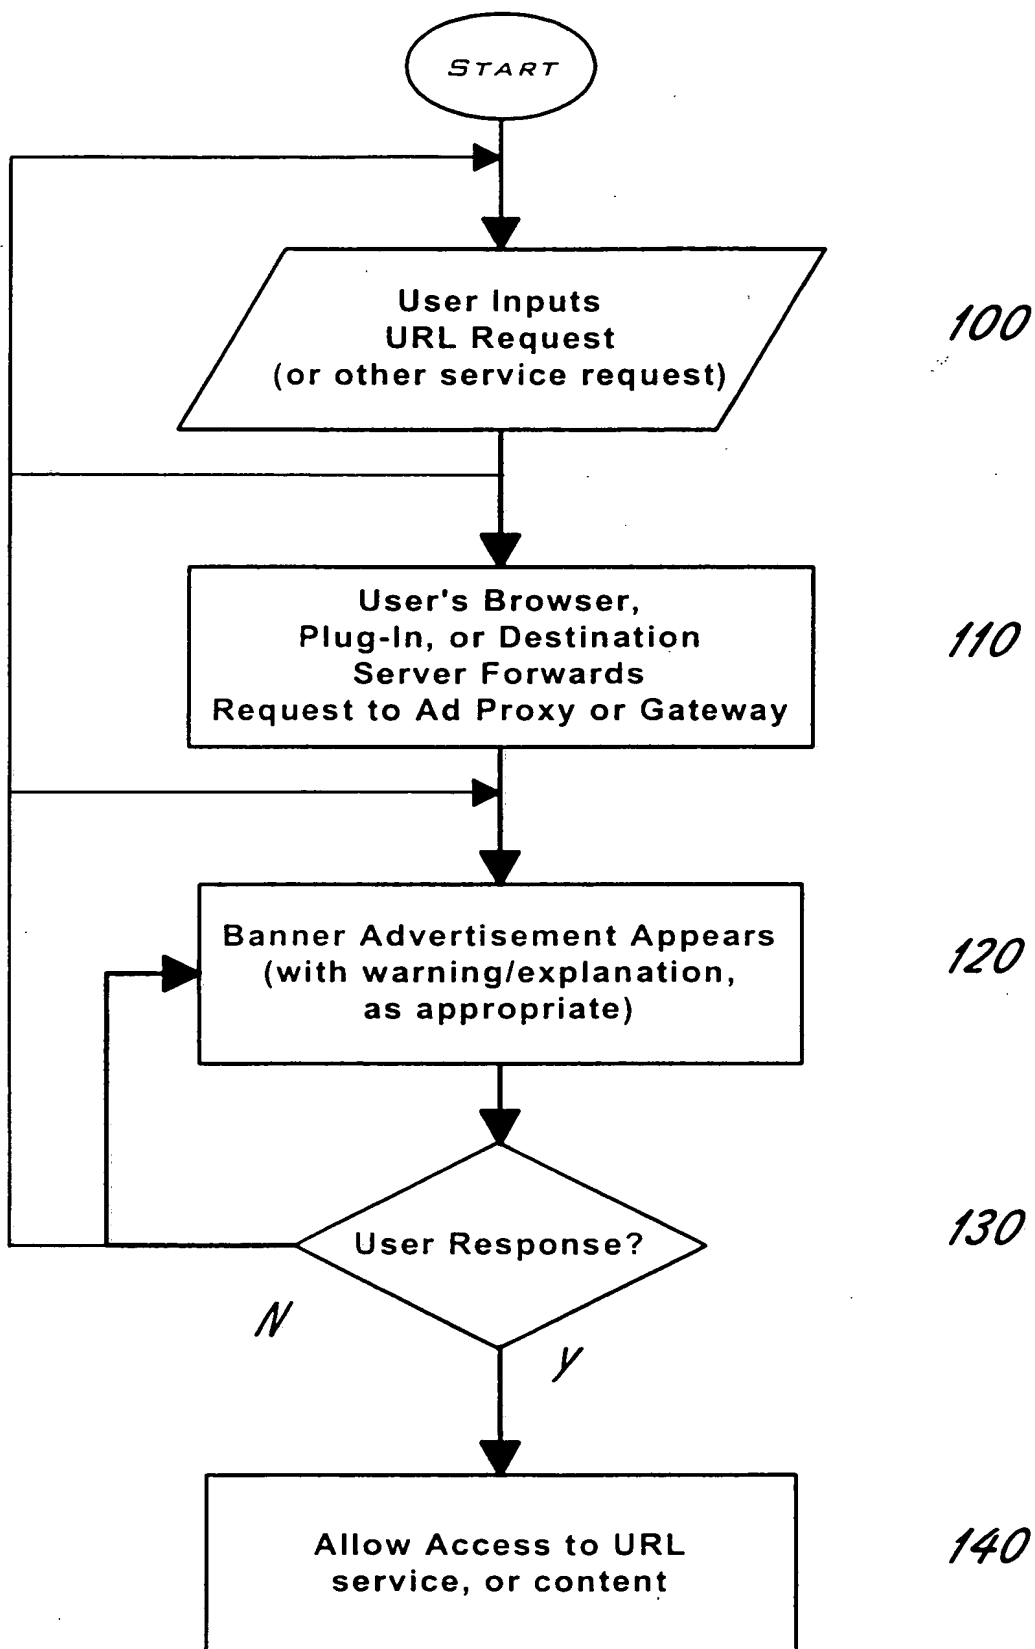 START
User Inputs
URL Request
(or other service request)
100
User's Browser,
Plug-In, or Destination
Server Forwards
Request to Ad Proxy or Gateway
110
Banner Advertisement Appears
(with warning/explanation,
as appropriate)
120
User Response?
130
N
Y
Allow Access to URL
service, or content
140